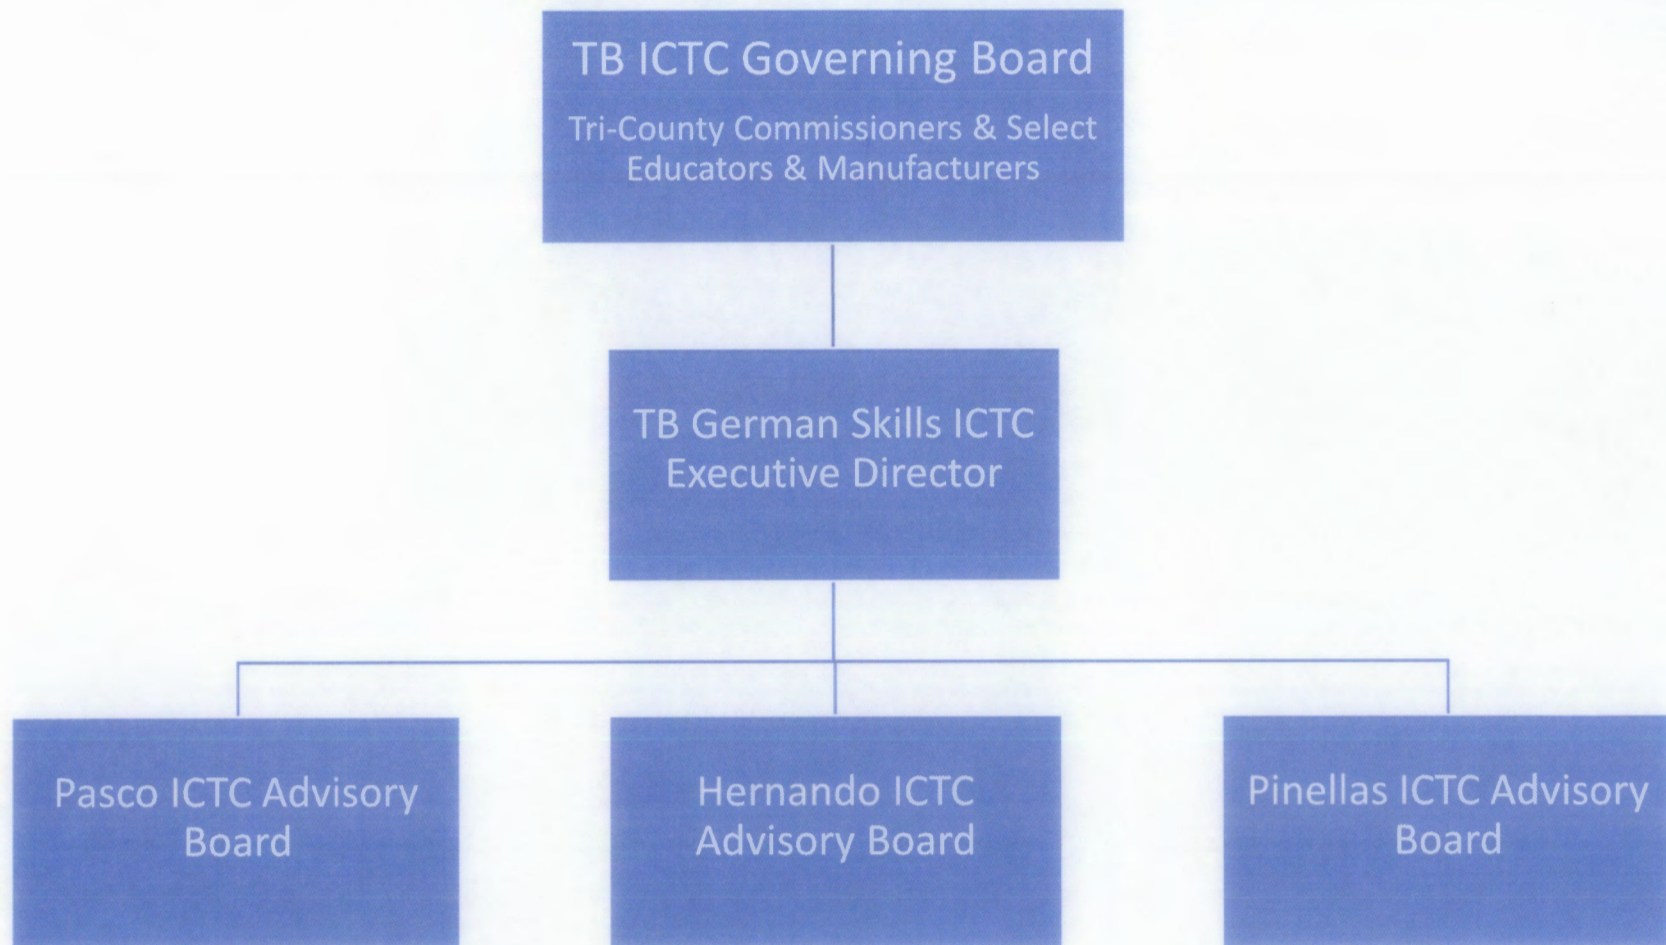 TB ICTC Governing Board
Tri-County Commissioners & Select
Educators & Manufacturers
TB German Skills ICTC
Executive Director
Pasco ICTC Advisory
Board
Hernando ICTC
Advisory Board
Pinellas ICTC Advisory
Board